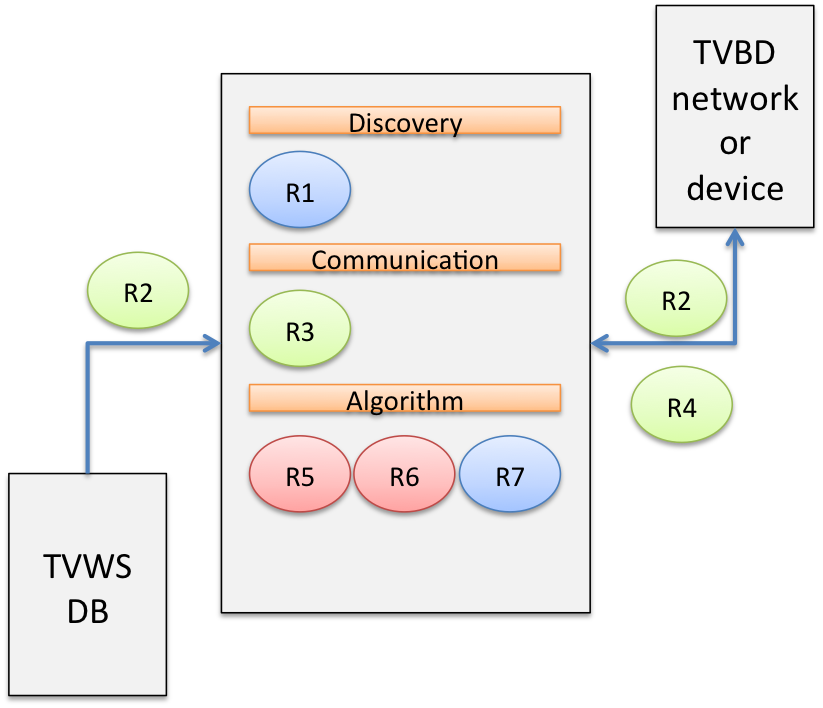 TVBD
network
or
device
Discovery
R1
Communication
R2
R2
R3
Algorithm
R4
R5 R6 R7
TVWS
DB